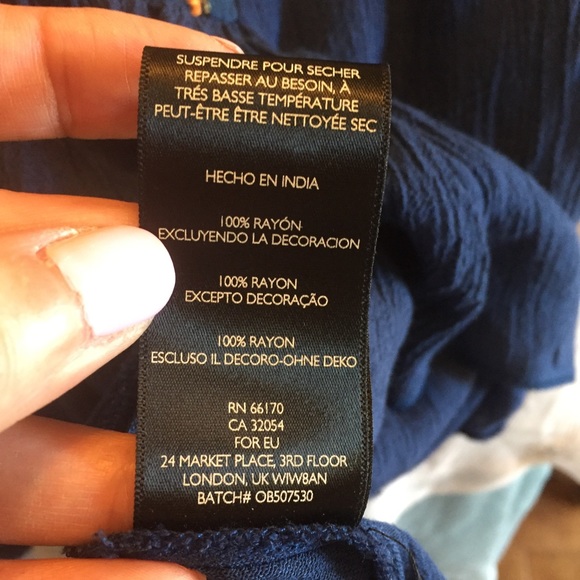 SUSPENDRE POUR SECHER
REPASSER AU BESOIN, À
TRÉS BASSE TEMPÉRATURE
PEUT-ÊTRE ÊTRE NETTOYÉE SEC
HECHO EN INDIA
100% RAYÓN
EXCLUYENDO LA DECORACION
100% RAYON
EXCEPTO DECORAÇÃO
100% RAYON
ESCLUSO IL DECORO-OHNE DEKO
RN 66170
CA 32054
FOR EU
24 MARKET PLACE, 3RD FLOOR
LONDON, UK WIW8AN
BATCH# OB507530